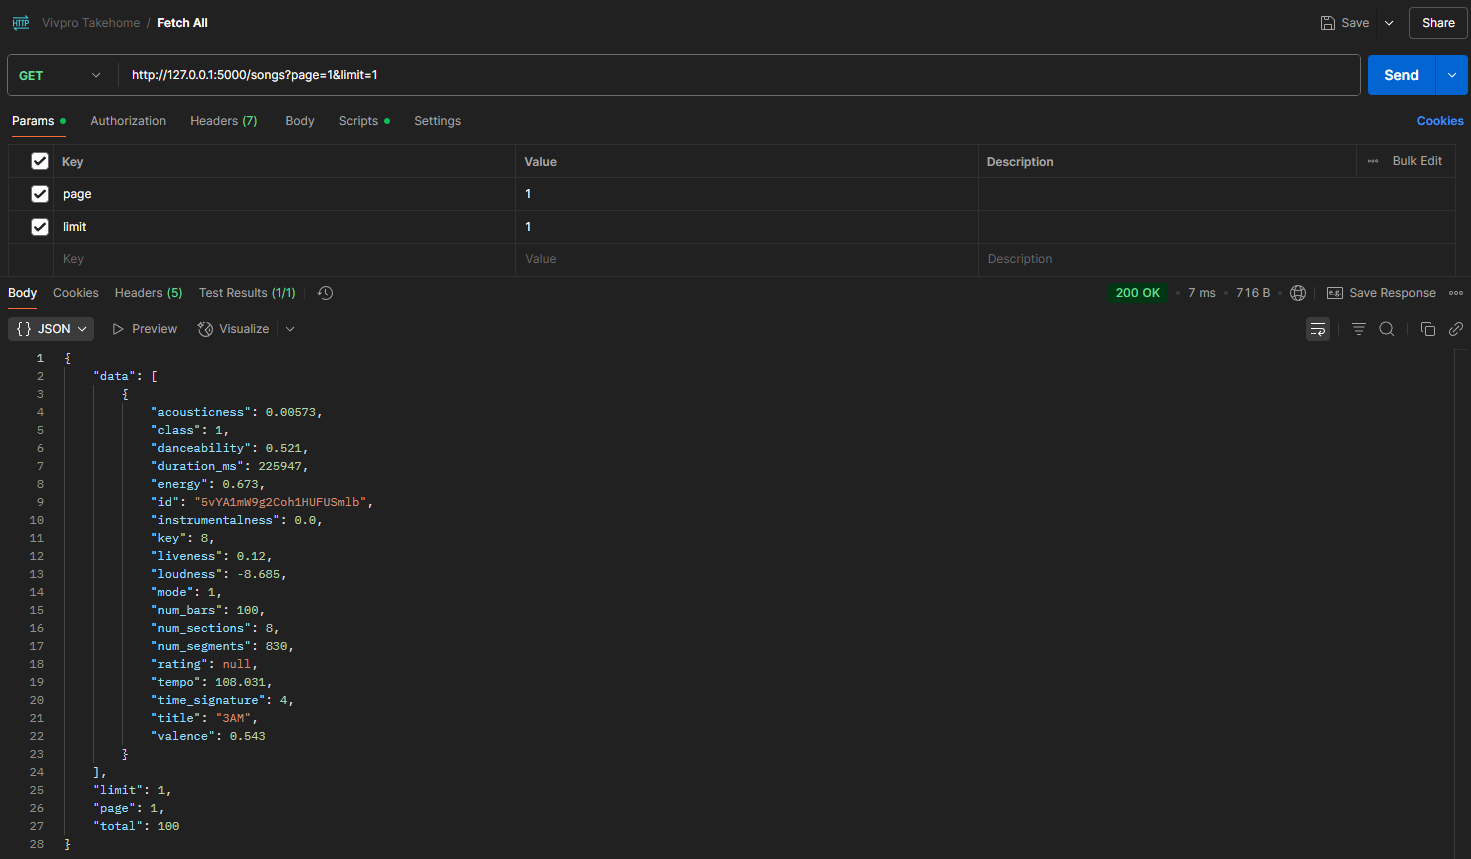 HTTP Vivpro Takehome / Fetch All Save Share
GET http://127.0.0.1:5000/songs?page=1&limit=1 Send
Params Authorization Headers (7) Body Scripts Settings Cookies
Key Value Description Bulk Edit
page 1
limit 1
Key Value Description
Body Cookies Headers (5) Test Results (1/1) 200 OK 7 ms 716 B e.g. Save Response
{} JSON Preview Visualize
1 {
2 "data": [
3 {
4 "acousticness": 0.00573,
5 "class": 1,
6 "danceability": 0.521,
7 "duration_ms": 225947,
8 "energy": 0.673,
9 "id": "5vYA1mW9g2Coh1HUFUSmlb",
10 "instrumentalness": 0.0,
11 "key": 8,
12 "liveness": 0.12,
13 "loudness": -8.685,
14 "mode": 1,
15 "num_bars": 100,
16 "num_sections": 8,
17 "num_segments": 830,
18 "rating": null,
19 "tempo": 108.031,
20 "time_signature": 4,
21 "title": "3AM",
22 "valence": 0.543
23 }
24 ],
25 "limit": 1,
26 "page": 1,
27 "total": 100
28 }